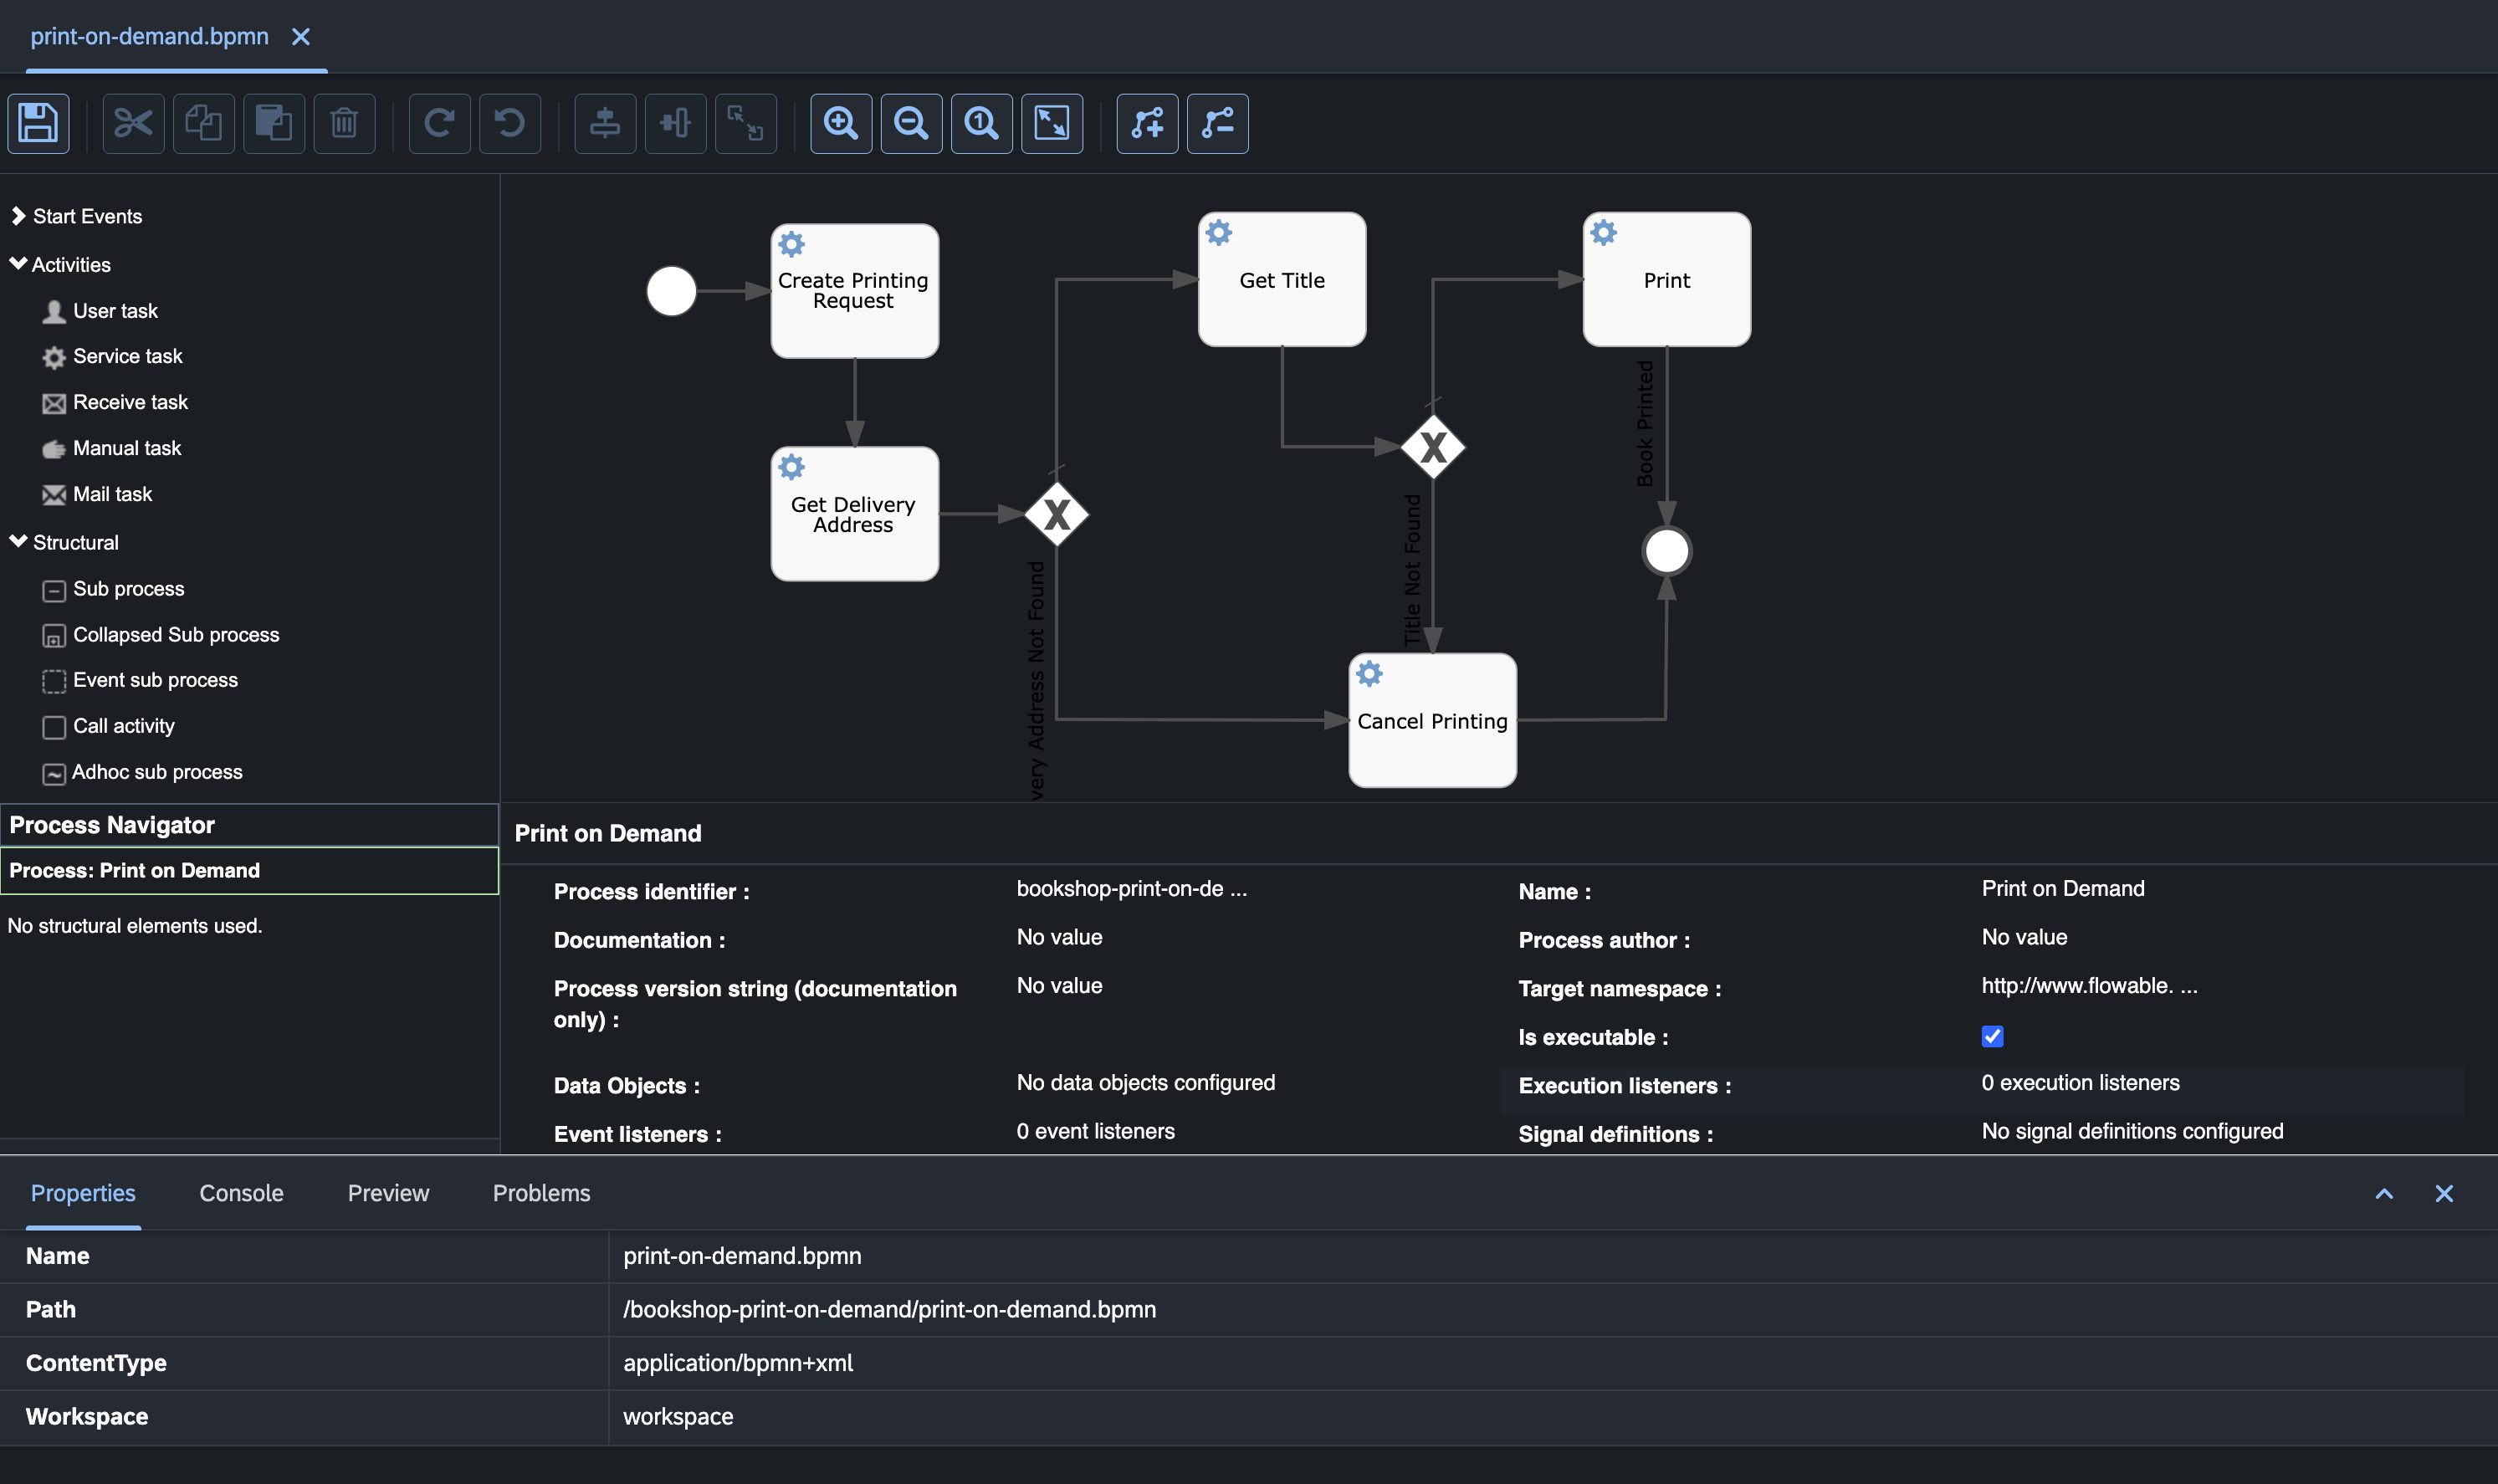 print-on-demand.bpmn
Start Events
Activities
User task
Service task
Receive task
Manual task
Mail task
Structural
Sub process
Collapsed Sub process
Event sub process
Call activity
Adhoc sub process
Process Navigator
Process: Print on Demand
No structural elements used.
Create Printing
Request
Get Title
Print
Get Delivery
Address
X
X
Book Printed
Title Not Found
very Address Not Found
Cancel Printing
Print on Demand
Process identifier :
bookshop-print-on-de ...
Name :
Print on Demand
Documentation :
No value
Process author :
No value
Process version string (documentation
only) :
No value
Target namespace :
http://www.flowable. ...
Is executable :
Data Objects :
No data objects configured
Execution listeners :
0 execution listeners
Event listeners :
0 event listeners
Signal definitions :
No signal definitions configured
Properties
Console
Preview
Problems
Name
print-on-demand.bpmn
Path
/bookshop-print-on-demand/print-on-demand.bpmn
ContentType
application/bpmn+xml
Workspace
workspace